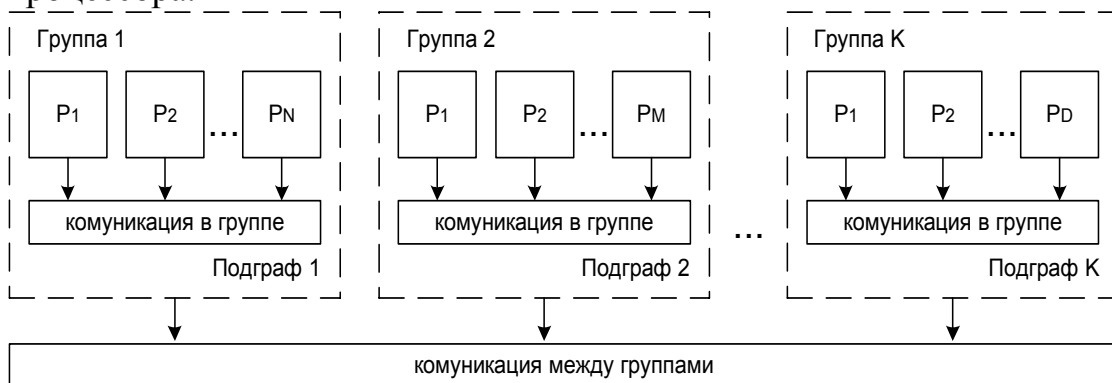 Группа 1
Группа 2
Группа K
P1 P2 ... PN
P1 P2 ... PM
P1 P2 ... PD
комуникация в группе
комуникация в группе
...
комуникация в группе
Подграф 1
Подграф 2
Подграф K
комуникация между группами